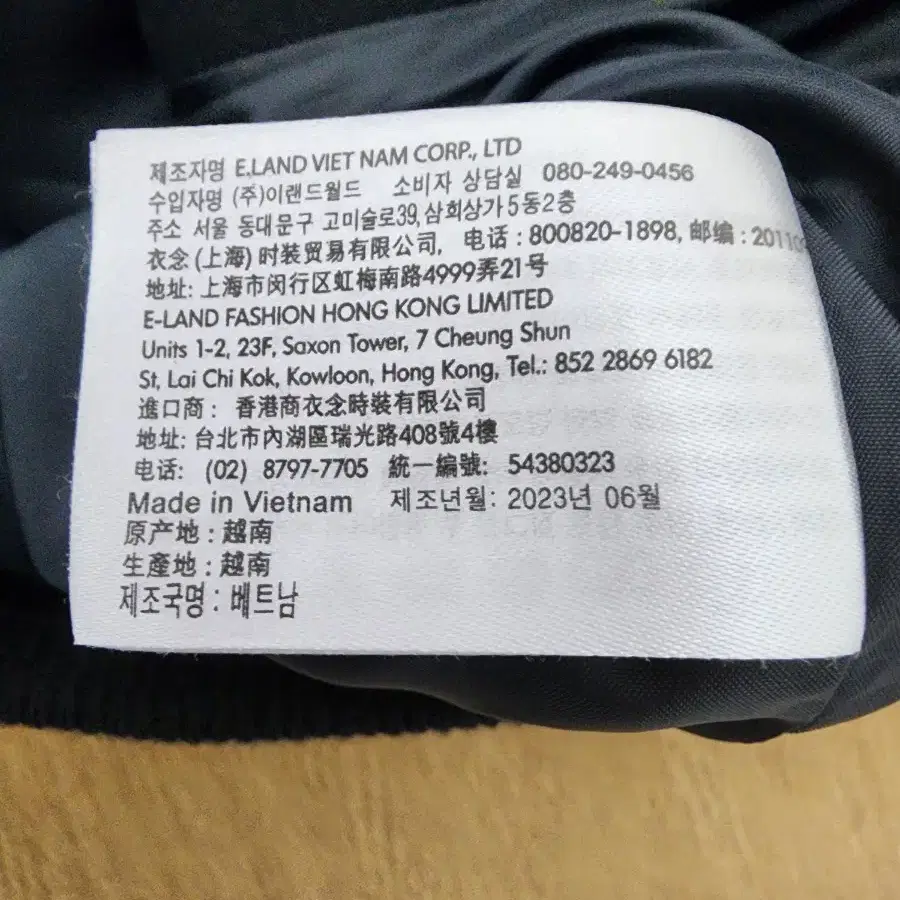 제조자명 E.LAND VIET NAM CORP., LTD
수입자명 (주)이랜드월드 소비자 상담실 080-249-0456
주소 서울 동대문구 고미술로39,삼희상가5동2층
衣念(上海)时装贸易有限公司, 电话:800820-1898, 邮编:20110
地址: 上海市闵行区虹梅南路4999弄21号
E-LAND FASHION HONG KONG LIMITED
Units 1-2, 23F, Saxon Tower, 7 Cheung Shun
St, Lai Chi Kok, Kowloon, Hong Kong, Tel.: 852 2869 6182
進口商: 香港商衣念時裝有限公司
地址: 台北市內湖區瑞光路408號4樓
电话: (02) 8797-7705 統一編號: 54380323
Made in Vietnam 제조년월: 2023년 06월
原产地:越南
生產地:越南
제조국명:베트남